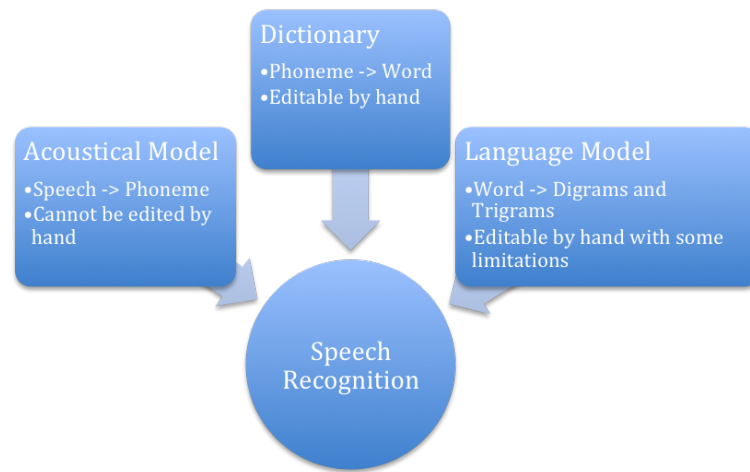 Dictionary
•Phoneme -> Word
•Editable by hand
Acoustical Model
•Speech -> Phoneme
•Cannot be edited by
hand
Language Model
•Word -> Digrams and
Trigrams
•Editable by hand with some
limitations
Speech
Recognition